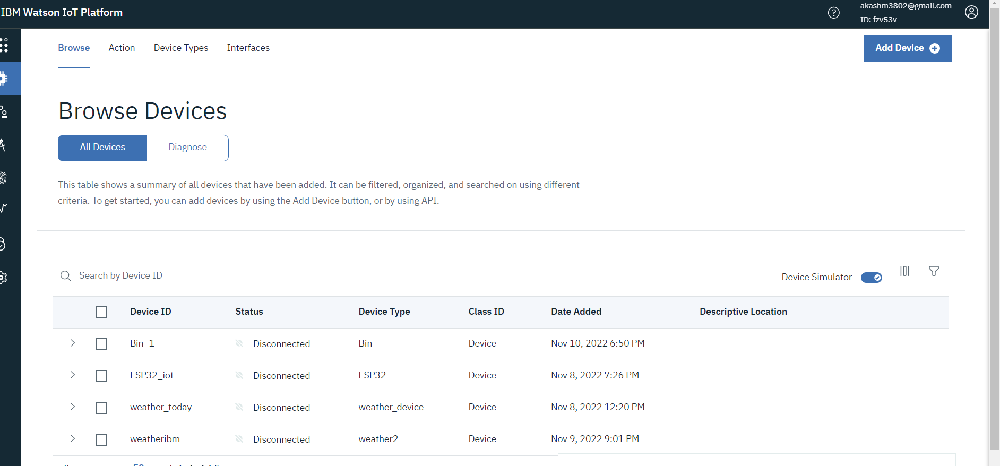 IBM Watson IoT Platform
akashm3802@gmail.com
ID: fzv53v
Browse Action Device Types Interfaces
Add Device
Browse Devices
All Devices Diagnose
This table shows a summary of all devices that have been added. It can be filtered, organized, and searched on using different
criteria. To get started, you can add devices by using the Add Device button, or by using API.
Search by Device ID
Device Simulator
Device ID Status Device Type Class ID Date Added Descriptive Location
Bin_1 Disconnected Bin Device Nov 10, 2022 6:50 PM
ESP32_iot Disconnected ESP32 Device Nov 8, 2022 7:26 PM
weather_today Disconnected weather_device Device Nov 8, 2022 12:20 PM
weatheribm Disconnected weather2 Device Nov 9, 2022 9:01 PM